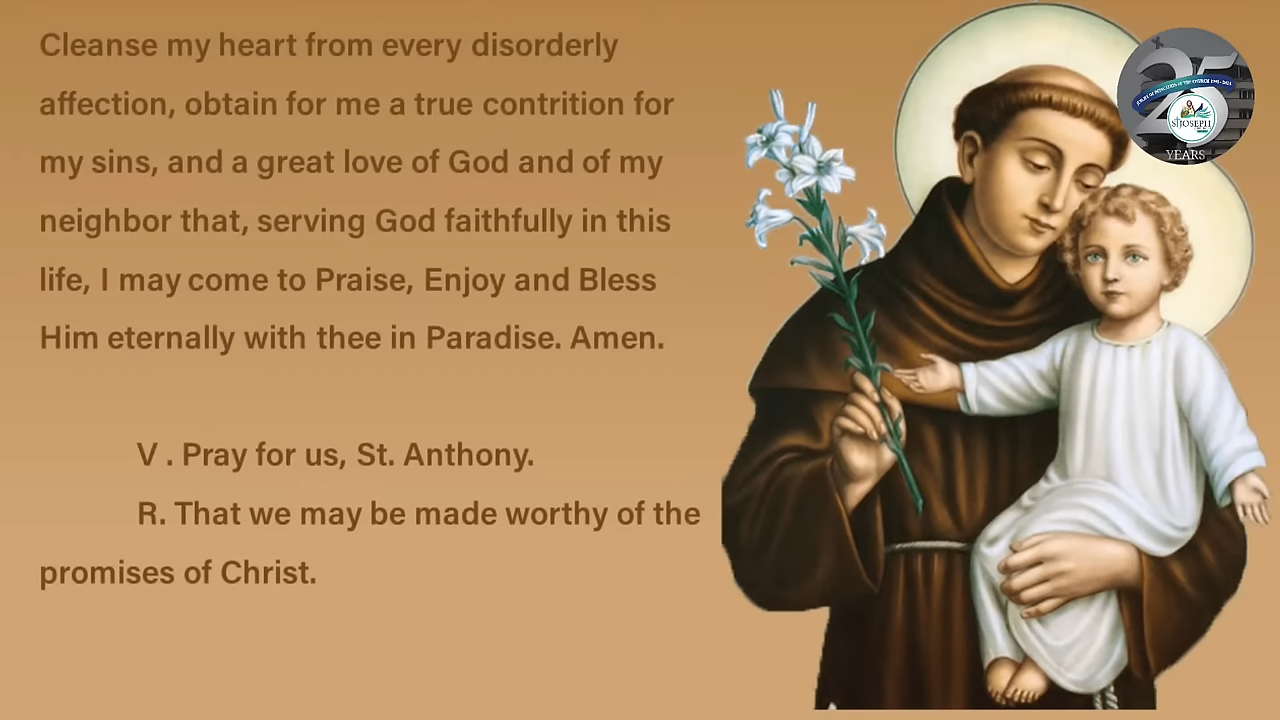 Cleanse my heart from every disorderly
affection, obtain for me a true contrition for
my sins, and a great love of God and of my
neighbor that, serving God faithfully in this
life, I may come to Praise, Enjoy and Bless
Him eternally with thee in Paradise. Amen.
V . Pray for us, St. Anthony.
R. That we may be made worthy of the
promises of Christ.
25
ST JOSEPH
YEARS